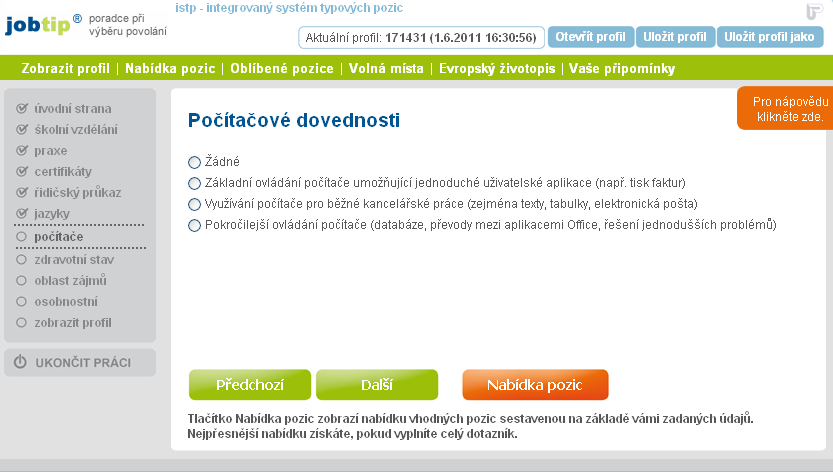 istp - integrovaný systém typových pozic
jobtip® poradce při
výběru povolání
Aktuální profil: 171431 (1.6.2011 16:30:56)
Otevřít profil
Uložit profil
Uložit profil jako
Zobrazit profil | Nabídka pozic | Oblíbené pozice | Volná místa | Evropský životopis | Vaše připomínky
úvodní strana
školní vzdělání
praxe
certifikáty
řidičský průkaz
jazyky
počítače
zdravotní stav
oblast zájmů
osobnostní
zobrazit profil
UKONČIT PRÁCI
Pro nápovědu
klikněte zde.
Počítačové dovednosti
Žádné
Základní ovládání počítače umožňující jednoduché uživatelské aplikace (např. tisk faktur)
Využívání počítače pro běžné kancelářské práce (zejména texty, tabulky, elektronická pošta)
Pokročilejší ovládání počítače (databáze, převody mezi aplikacemi Office, řešení jednodušších problémů)
Předchozí
Další
Nabídka pozic
Tlačítko Nabídka pozic zobrazí nabídku vhodných pozic sestavenou na základě vámi zadaných údajů.
Nejpřesnější nabídku získáte, pokud vyplníte celý dotazník.